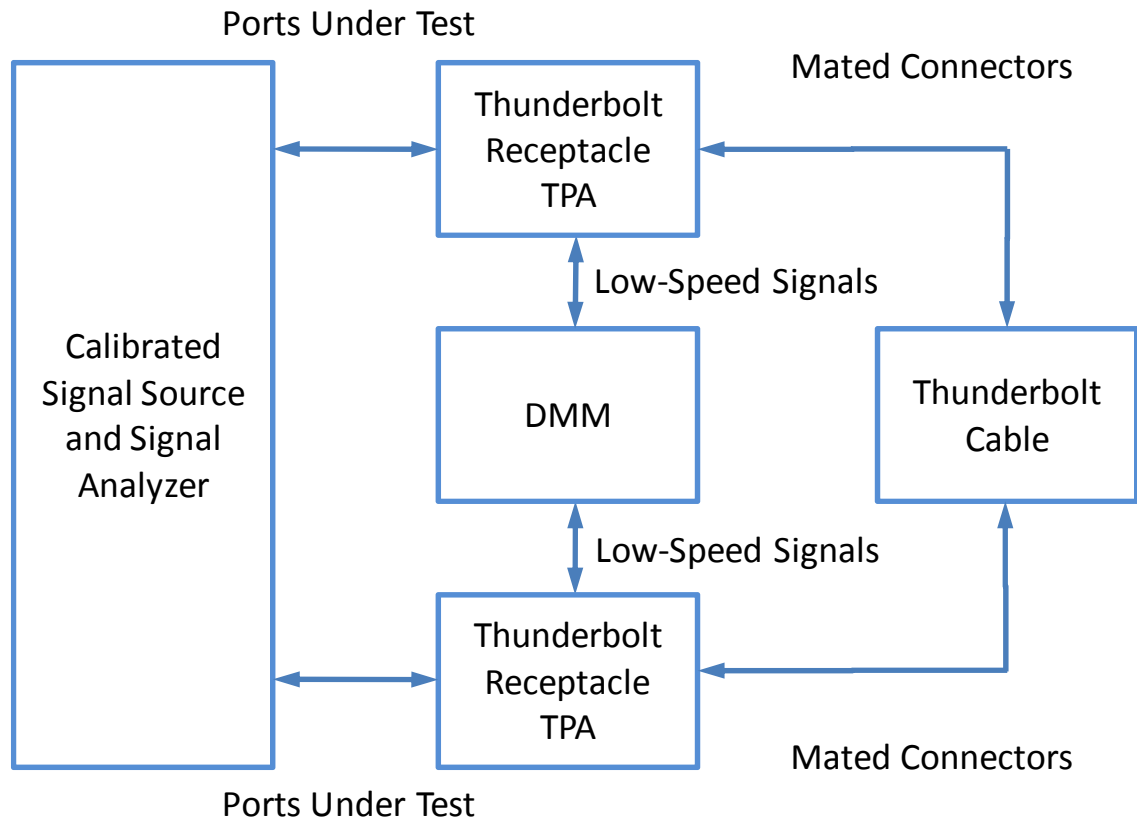 Ports Under Test
Mated Connectors
Thunderbolt
Receptacle
TPA
Low-Speed Signals
Calibrated
Signal Source
and Signal
Analyzer
DMM
Thunderbolt
Cable
Low-Speed Signals
Thunderbolt
Receptacle
TPA
Mated Connectors
Ports Under Test